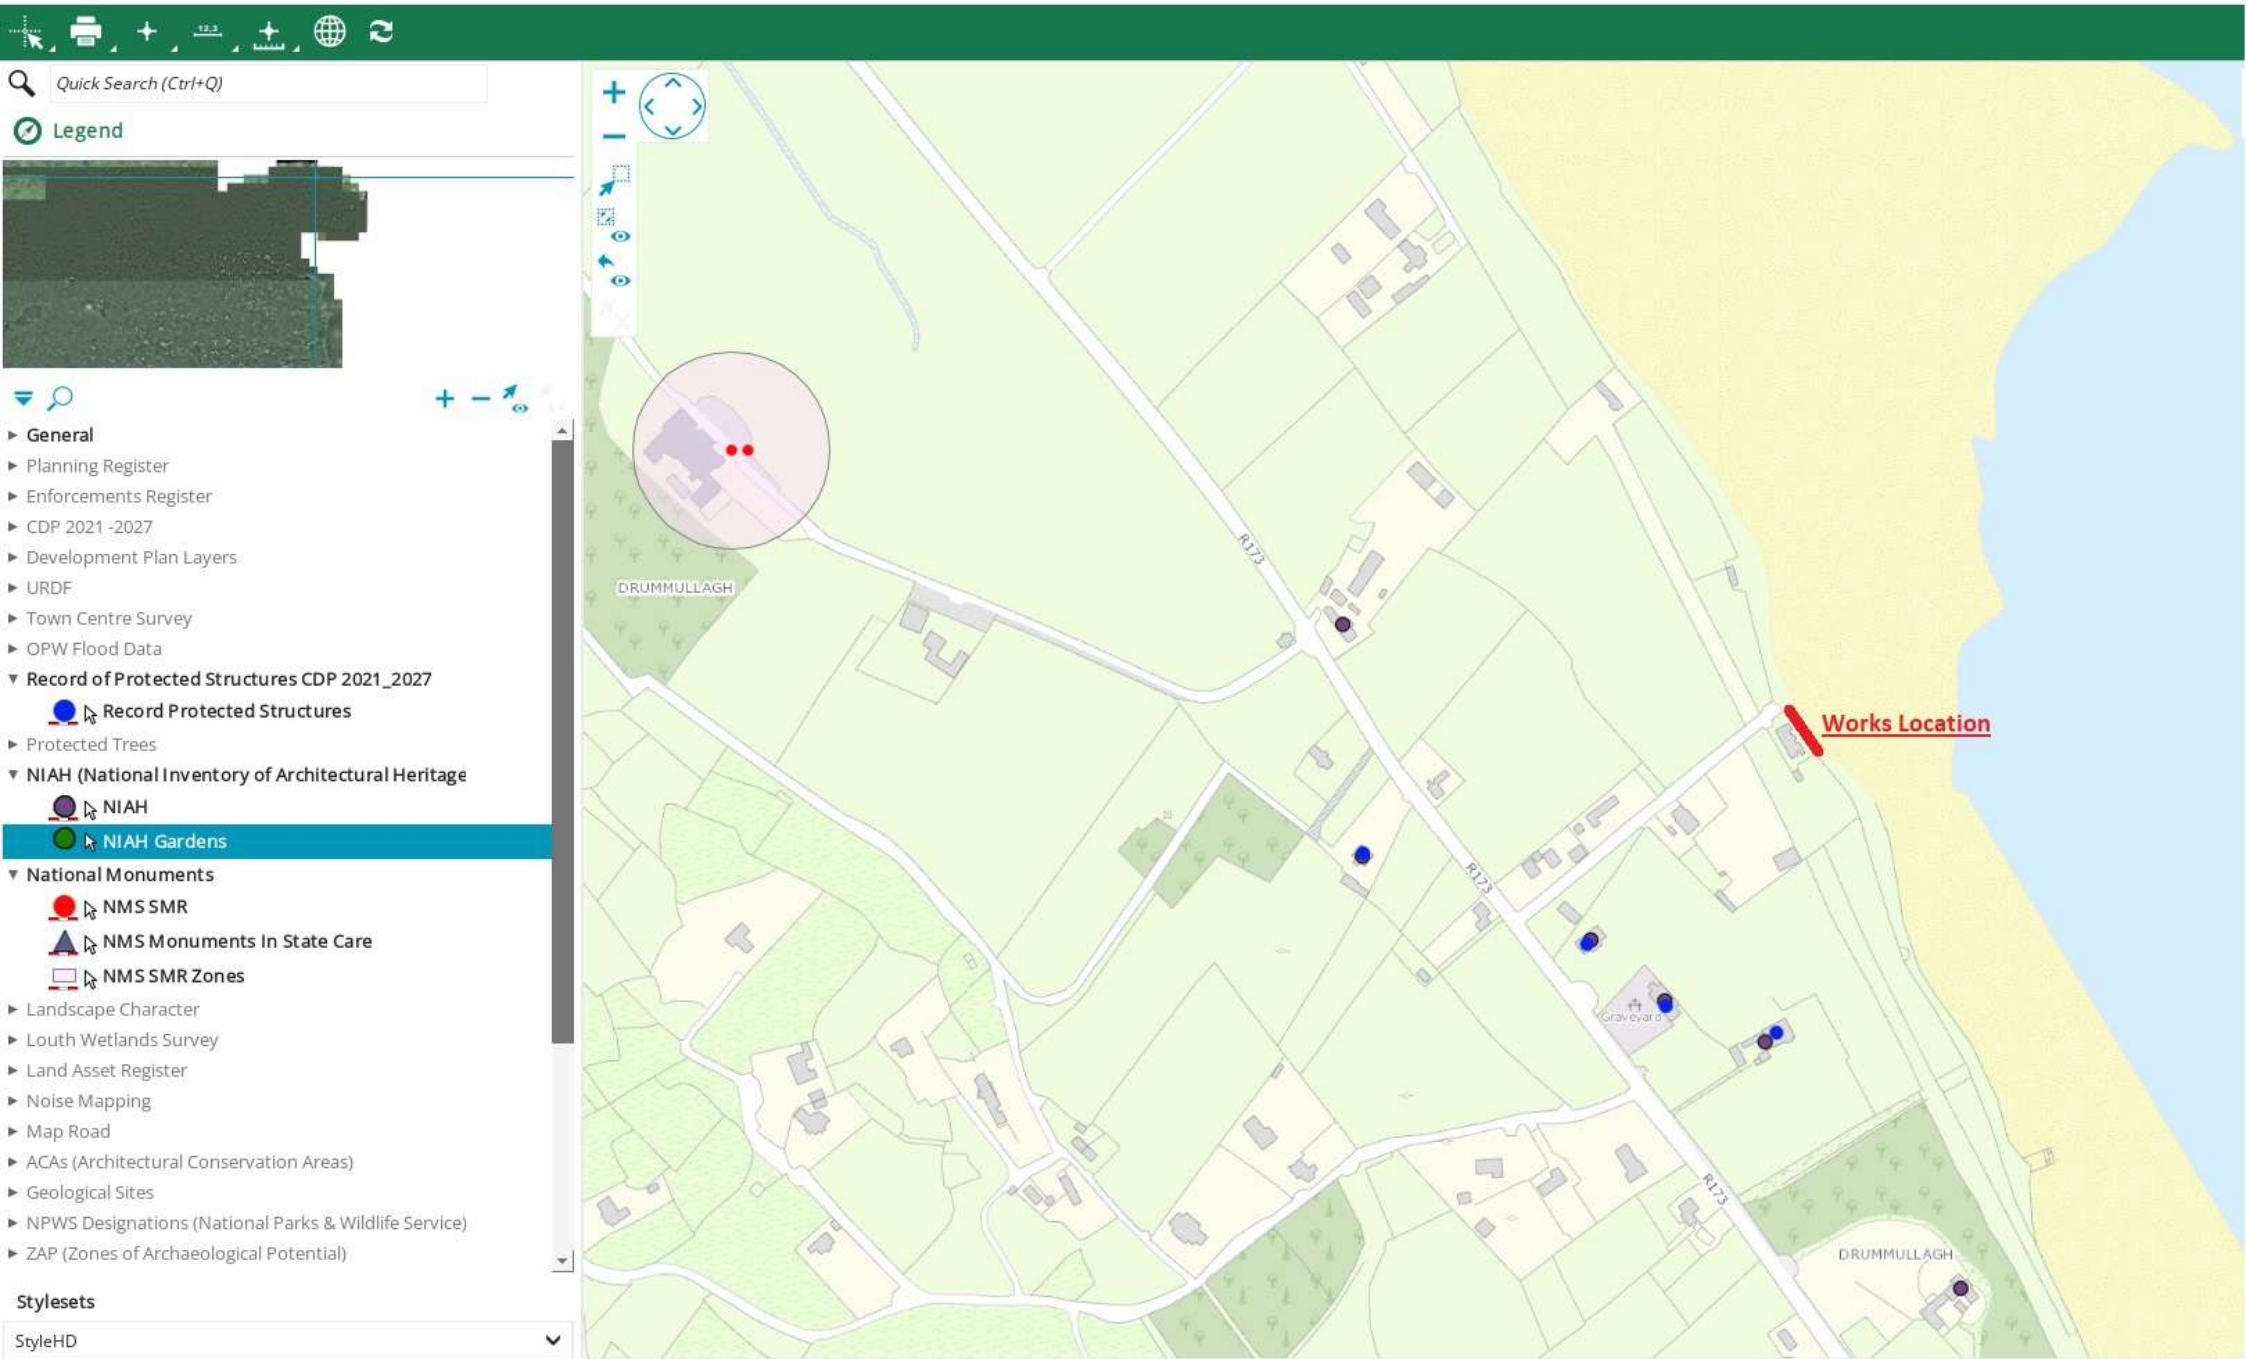 12.3
Quick Search (Ctrl+Q)
Legend
General
Planning Register
Enforcements Register
CDP 2021 -2027
Development Plan Layers
URDF
Town Centre Survey
OPW Flood Data
Record of Protected Structures CDP 2021_2027
Record Protected Structures
Protected Trees
NIAH (National Inventory of Architectural Heritage
NIAH
NIAH Gardens
National Monuments
NMS SMR
NMS Monuments In State Care
NMS SMR Zones
Landscape Character
Louth Wetlands Survey
Land Asset Register
Noise Mapping
Map Road
ACAs (Architectural Conservation Areas)
Geological Sites
NPWS Designations (National Parks & Wildlife Service)
ZAP (Zones of Archaeological Potential)
Stylesets
StyleHD
R173
DRUMMULLAGH
Works Location
R173
Graveyard
R173
DRUMMULLAGH